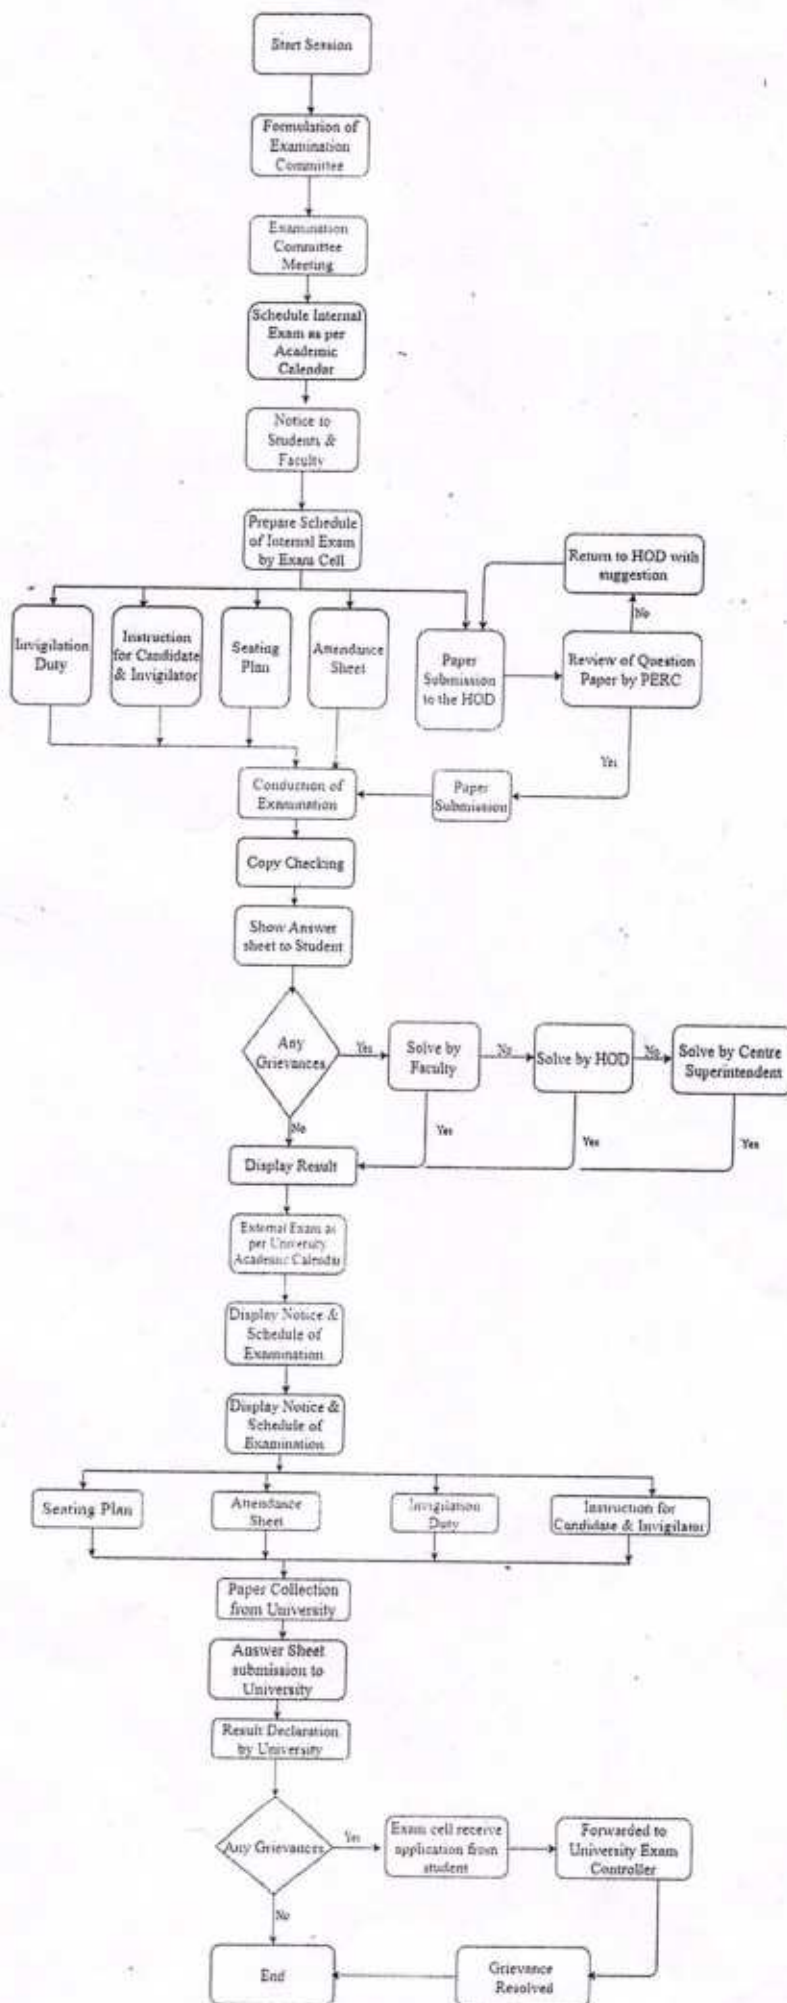 Start Session
Formulation of
Examination
Committee
Examination
Committee
Meeting
Schedule Internal
Exam as per
Academic
Calendar
Notice to
Students &
Faculty
Prepare Schedule
of Internal Exam
by Exam Cell
Return to HOD with
suggestion
No
Invigilation
Duty
Instruction
for Candidate
& Invigilator
Seating
Plan
Attendance
Sheet
Paper
Submission
to the HOD
Review of Question
Paper by PERC
Yes
Conduction of
Examination
Paper
Submission
Copy Checking
Show Answer
sheet to Student
Any
Grievances
Yes
Solve by
Faculty
No
Solve by HOD
No
Solve by Centre
Superintendent
No
Yes
Yes
Yes
Display Result
External Exam as
per University
Academic Calendar
Display Notice &
Schedule of
Examination
Display Notice &
Schedule of
Examination
Seating Plan
Attendance
Sheet
Invigilation
Duty
Instruction for
Candidate & Invigilator
Paper Collection
from University
Answer Sheet
submission to
University
Result Declaration
by University
Any Grievances
Yes
Exam cell receive
application from
student
Forwarded to
University Exam
Controller
No
End
Grievance
Resolved